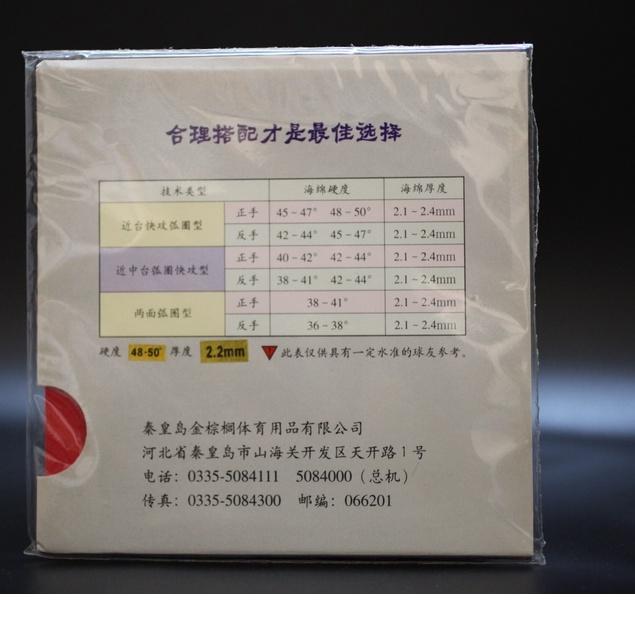 合理搭配才是最佳选择
技术类型 海绵硬度 海绵厚度
近台快攻弧圈型 正手 45~47° 48~50° 2.1~2.4mm
反手 42~44° 45~47° 2.1~2.4mm
近中台弧圈快攻型 正手 40~42° 42~44° 2.1~2.4mm
反手 38~41° 42~44° 2.1~2.4mm
两面弧圈型 正手 38~41° 2.1~2.4mm
反手 36~38° 2.1~2.4mm
硬度 48-50° 厚度 2.2mm 此表仅供具有一定水准的球友参考。
秦皇岛金棕榈体育用品有限公司
河北省秦皇岛市山海关开发区天开路1号
电话：0335-5084111 5084000（总机）
传真：0335-5084300 邮编：066201